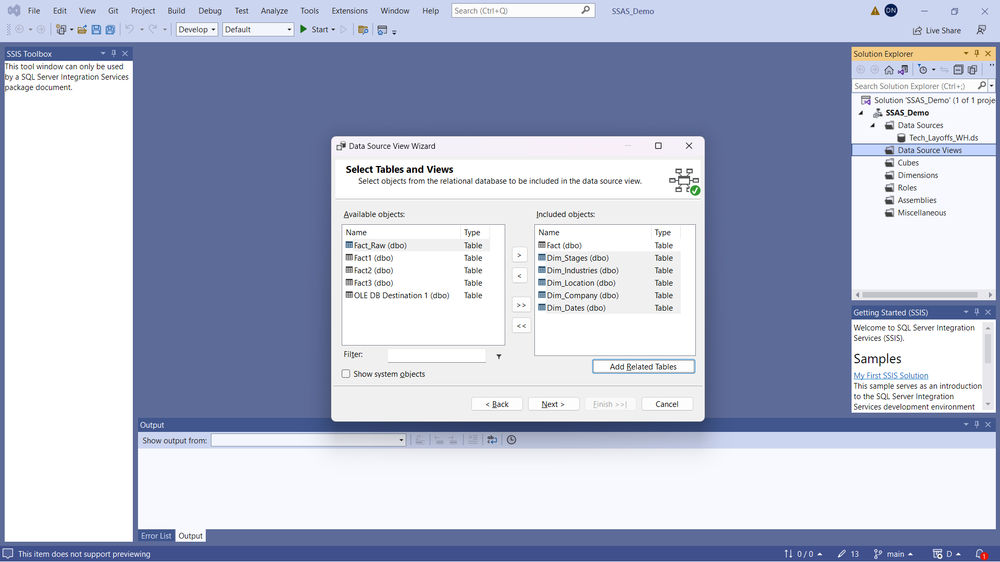 File Edit View Git Project Build Debug Test Analyze Tools Extensions Window Help Search (Ctrl+Q) SSAS_Demo DN
Develop Default Start Live Share
SSIS Toolbox
This tool window can only be used
by a SQL Server Integration Services
package document.
Data Source View Wizard
Select Tables and Views
Select objects from the relational database to be included in the data source view.
Available objects:
Name Type
Fact_Raw (dbo) Table
Fact1 (dbo) Table
Fact2 (dbo) Table
Fact3 (dbo) Table
OLE DB Destination 1 (dbo) Table
Filter:
Show system objects
>
<
>>
<<
Included objects:
Name Type
Fact (dbo) Table
Dim_Stages (dbo) Table
Dim_Industries (dbo) Table
Dim_Location (dbo) Table
Dim_Company (dbo) Table
Dim_Dates (dbo) Table
Add Related Tables
< Back Next > Finish >>| Cancel
Solution Explorer
Search Solution Explorer (Ctrl+;)
Solution 'SSAS_Demo' (1 of 1 proje
SSAS_Demo
Data Sources
Tech_Layoffs_WH.ds
Data Source Views
Cubes
Dimensions
Roles
Assemblies
Miscellaneous
Getting Started (SSIS)
Welcome to SQL Server Integration
Services (SSIS).
Samples
My First SSIS Solution
This sample serves as an introduction
to the SQL Server Integration
Services development environment
Output
Show output from:
Error List Output
This item does not support previewing 0 / 0 13 main D 1